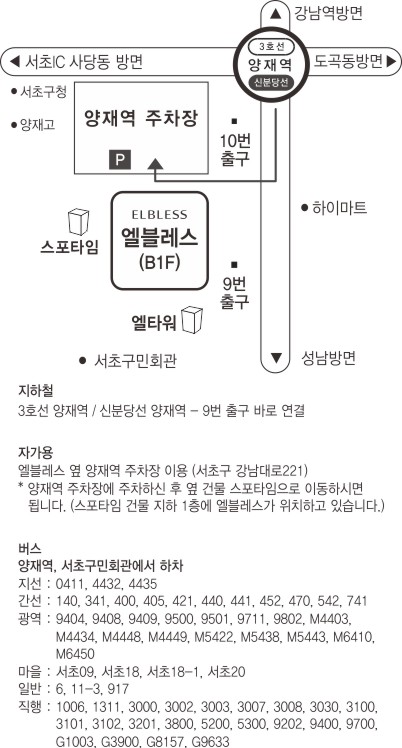 강남역방면
3호선
양재역
신분당선
서초IC 사당동 방면
도곡동방면
서초구청
양재고
양재역 주차장
P
10번
출구
하이마트
ELBLESS
엘블레스
(B1F)
스포타임
9번
출구
엘타워
서초구민회관
성남방면
지하철
3호선 양재역 / 신분당선 양재역 - 9번 출구 바로 연결
자가용
엘블레스 옆 양재역 주차장 이용 (서초구 강남대로221)
* 양재역 주차장에 주차하신 후 옆 건물 스포타임으로 이동하시면
됩니다. (스포타임 건물 지하 1층에 엘블레스가 위치하고 있습니다.)
버스
양재역, 서초구민회관에서 하차
지선 : 0411, 4432, 4435
간선 : 140, 341, 400, 405, 421, 440, 441, 452, 470, 542, 741
광역 : 9404, 9408, 9409, 9500, 9501, 9711, 9802, M4403,
M4434, M4448, M4449, M5422, M5438, M5443, M6410,
M6450
마을 : 서초09, 서초18, 서초18-1, 서초20
일반 : 6, 11-3, 917
직행 : 1006, 1311, 3000, 3002, 3003, 3007, 3008, 3030, 3100,
3101, 3102, 3201, 3800, 5200, 5300, 9202, 9400, 9700,
G1003, G3900, G8157, G9633